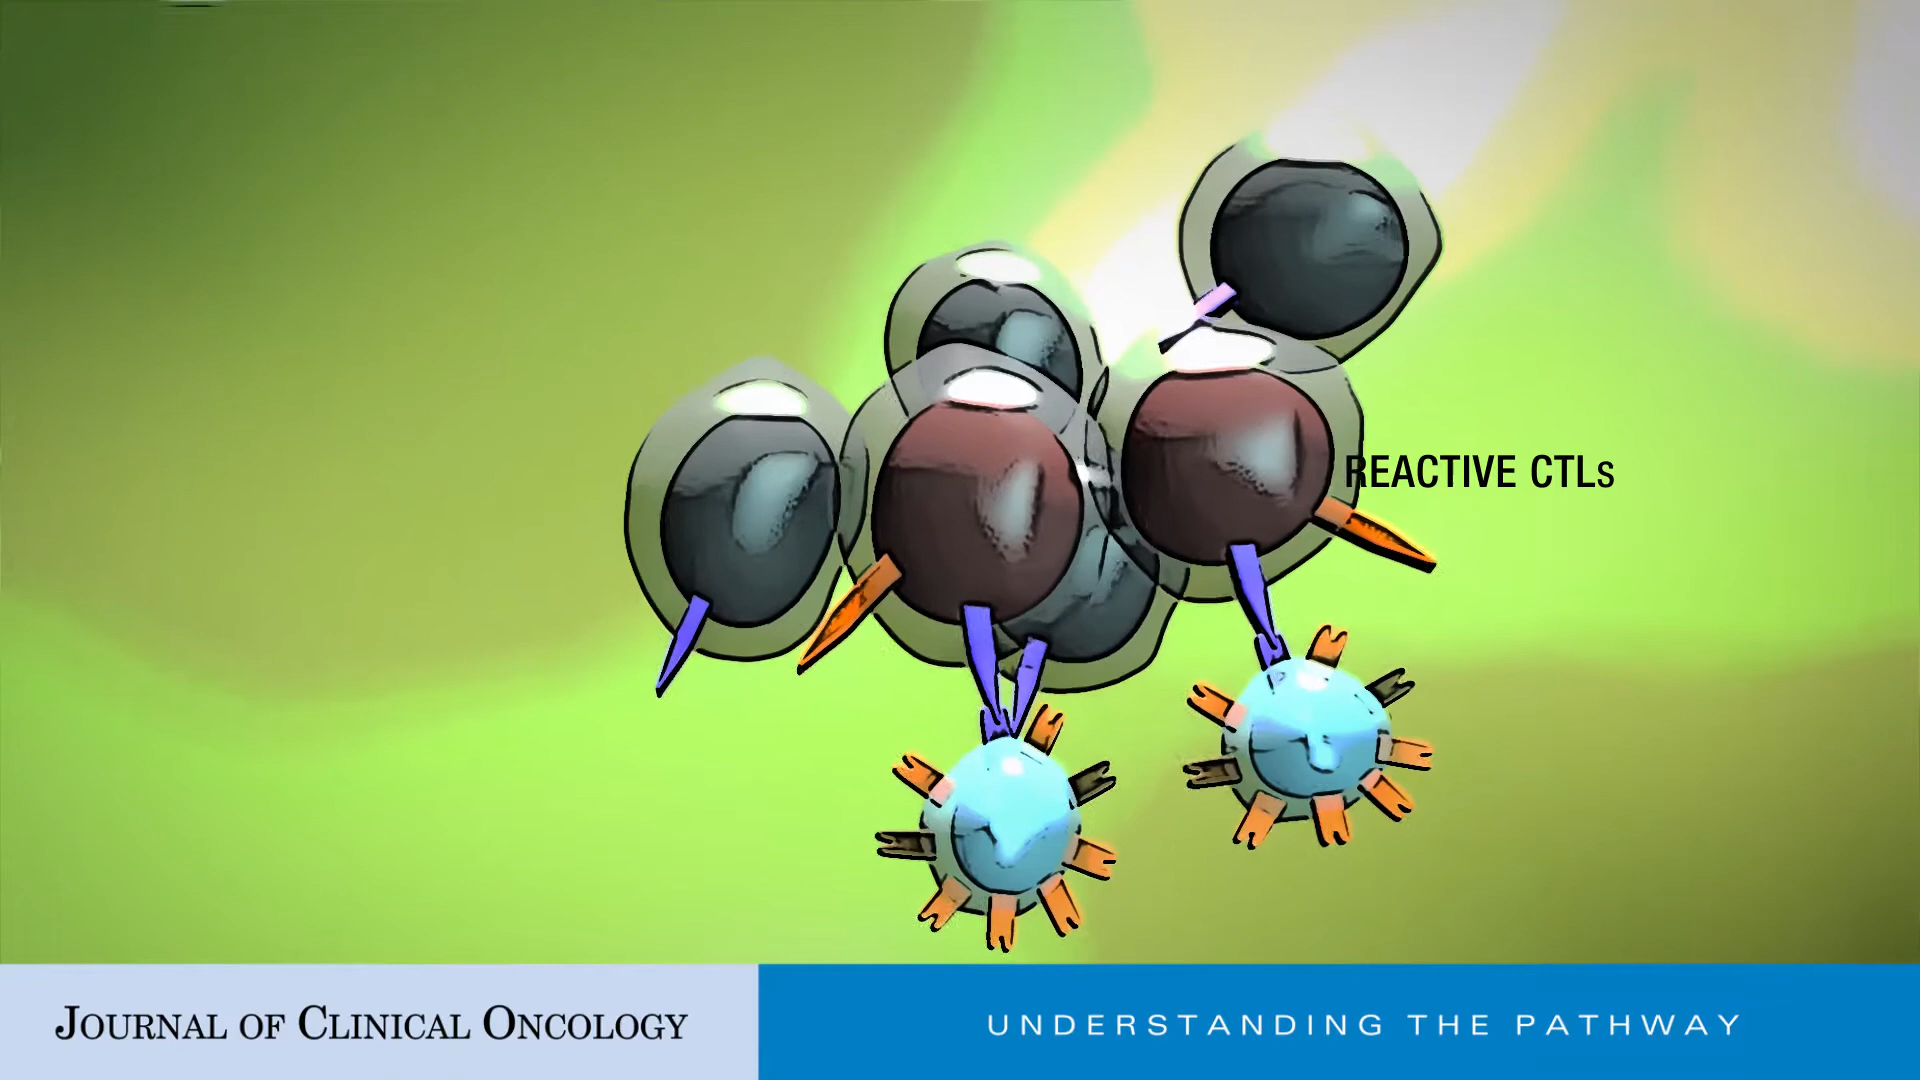 REACTIVE CTLs
JOURNAL OF CLINICAL ONCOLOGY
UNDERSTANDING THE PATHWAY